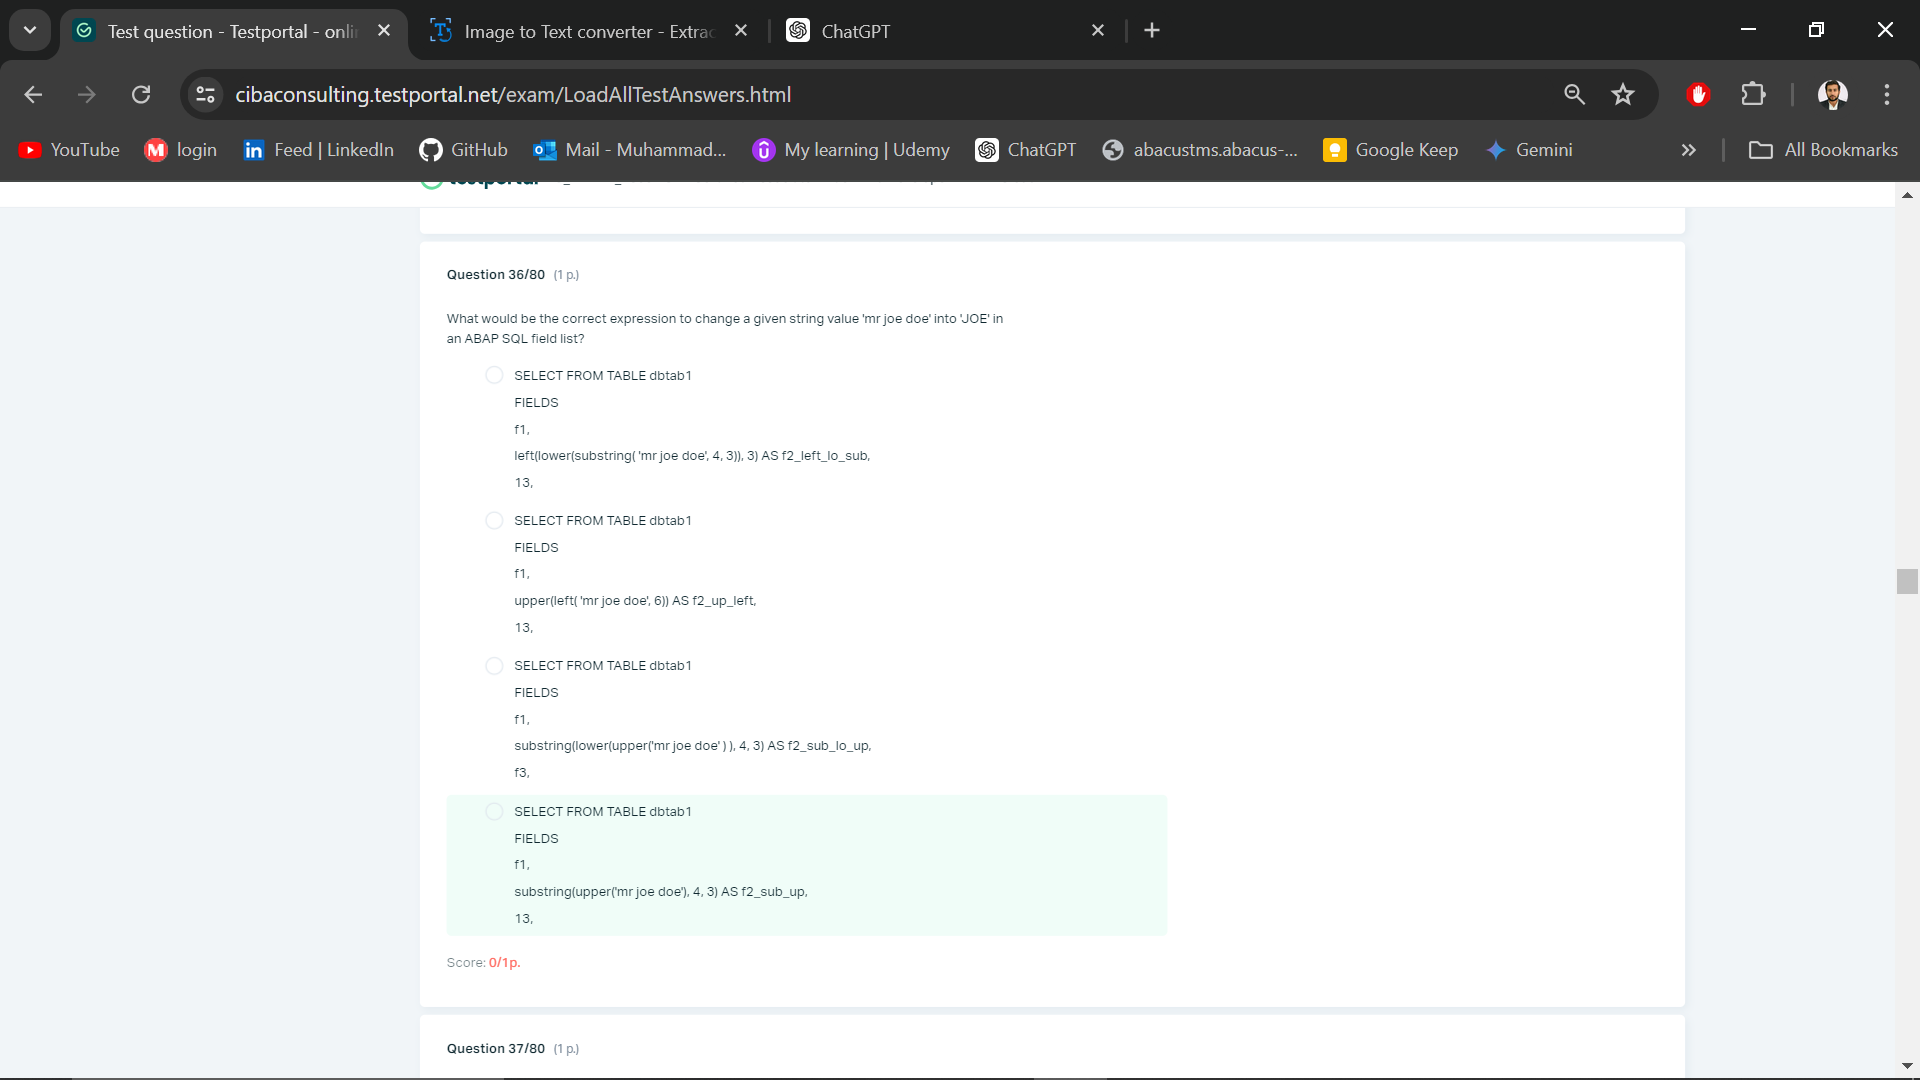 Test question - Testportal - onli
Image to Text converter - Extrac
ChatGPT
cibaconsulting.testportal.net/exam/LoadAllTestAnswers.html
YouTube
login
Feed | LinkedIn
GitHub
Mail - Muhammad...
My learning | Udemy
ChatGPT
abacustms.abacus-...
Google Keep
Gemini
All Bookmarks
testportal
Question 36/80 (1 p.)
What would be the correct expression to change a given string value 'mr joe doe' into 'JOE' in
an ABAP SQL field list?
SELECT FROM TABLE dbtab1
FIELDS
f1,
left(lower(substring( 'mr joe doe', 4, 3)), 3) AS f2_left_lo_sub,
13,
SELECT FROM TABLE dbtab1
FIELDS
f1,
upper(left( 'mr joe doe', 6)) AS f2_up_left,
13,
SELECT FROM TABLE dbtab1
FIELDS
f1,
substring(lower(upper('mr joe doe' ) ), 4, 3) AS f2_sub_lo_up,
f3,
SELECT FROM TABLE dbtab1
FIELDS
f1,
substring(upper('mr joe doe'), 4, 3) AS f2_sub_up,
13,
Score: 0/1p.
Question 37/80 (1 p.)